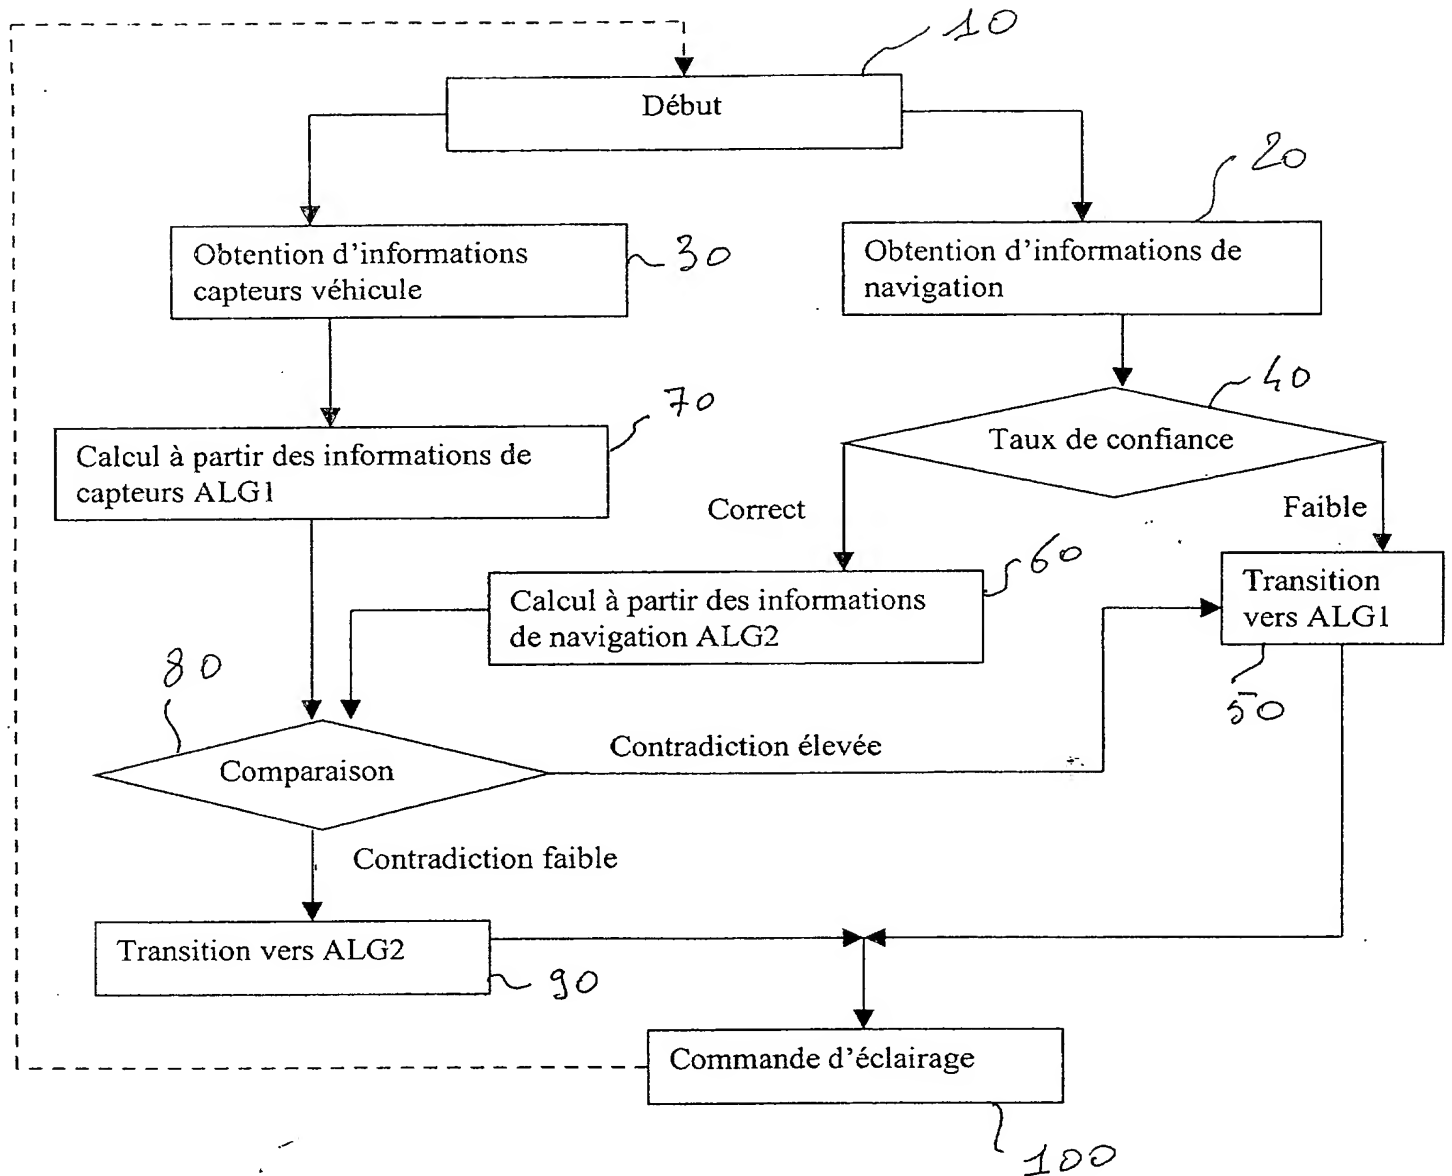 10
Début
20
Obtention d'informations
capteurs véhicule
30
Obtention d'informations de
navigation
40
Taux de confiance
70
Calcul à partir des informations de
capteurs ALG1
Correct
Faible
60
Calcul à partir des informations
de navigation ALG2
Transition
vers ALG1
50
80
Comparaison
Contradiction élevée
Contradiction faible
Transition vers ALG2
90
Commande d'éclairage
100